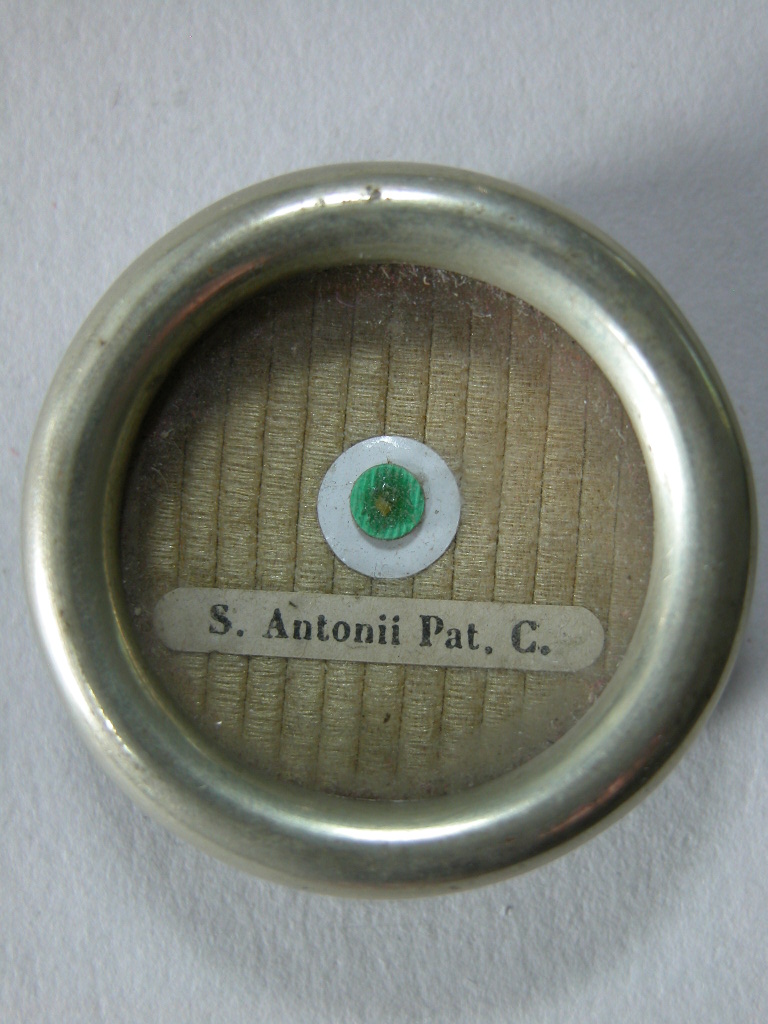 S. Antonii Pat. C.